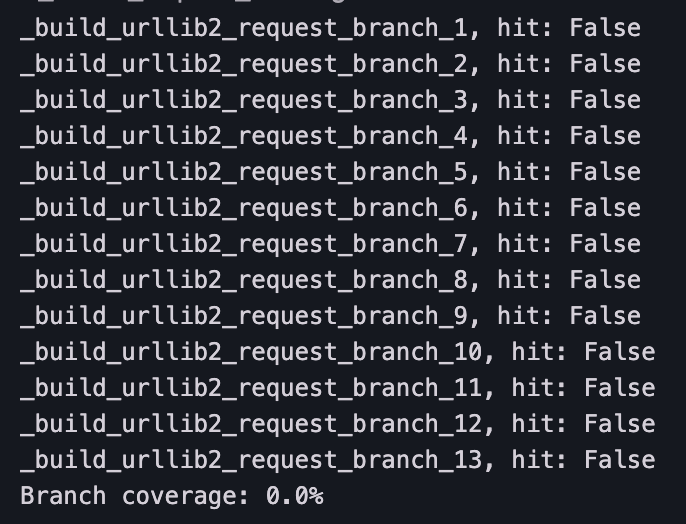 _build_urllib2_request_branch_1, hit: False
_build_urllib2_request_branch_2, hit: False
_build_urllib2_request_branch_3, hit: False
_build_urllib2_request_branch_4, hit: False
_build_urllib2_request_branch_5, hit: False
_build_urllib2_request_branch_6, hit: False
_build_urllib2_request_branch_7, hit: False
_build_urllib2_request_branch_8, hit: False
_build_urllib2_request_branch_9, hit: False
_build_urllib2_request_branch_10, hit: False
_build_urllib2_request_branch_11, hit: False
_build_urllib2_request_branch_12, hit: False
_build_urllib2_request_branch_13, hit: False
Branch coverage: 0.0%